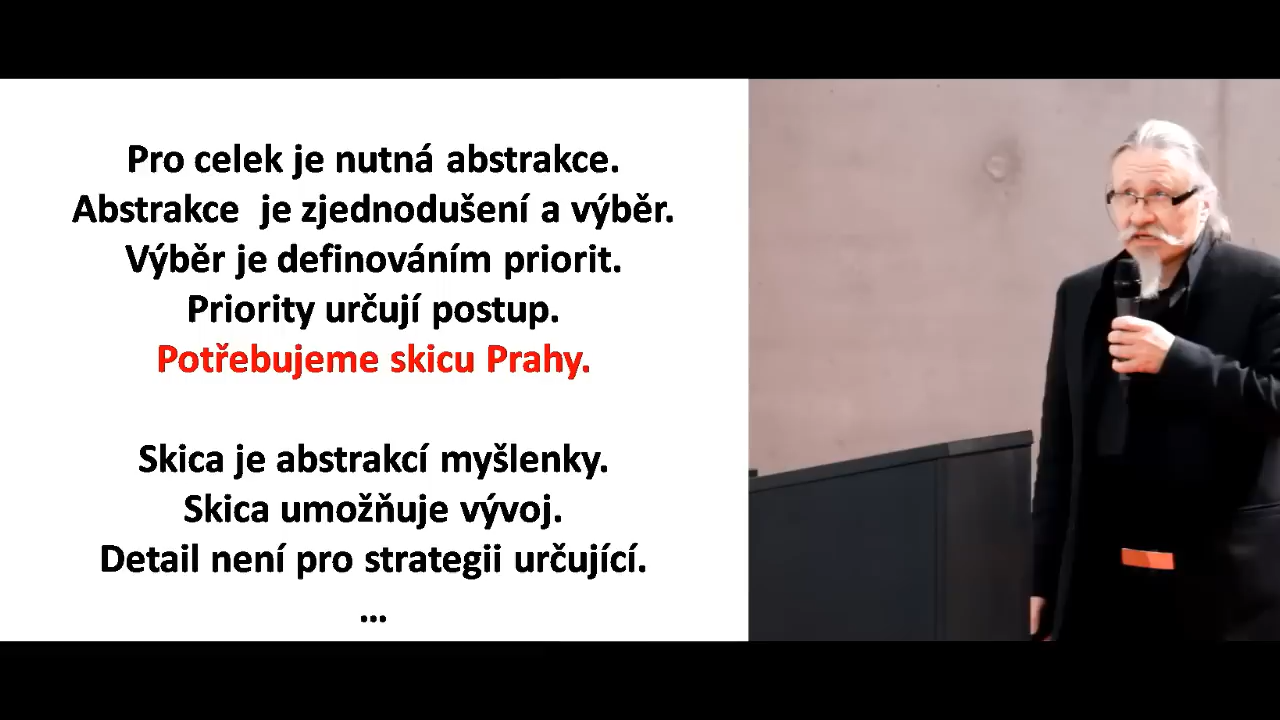 Pro celek je nutná abstrakce.
Abstrakce  je zjednodušení a výběr.
Výběr je definováním priorit.
Priority určují postup.
Potřebujeme skicu Prahy.
Skica je abstrakcí myšlenky.
Skica umožňuje vývoj.
Detail není pro strategii určující.
...